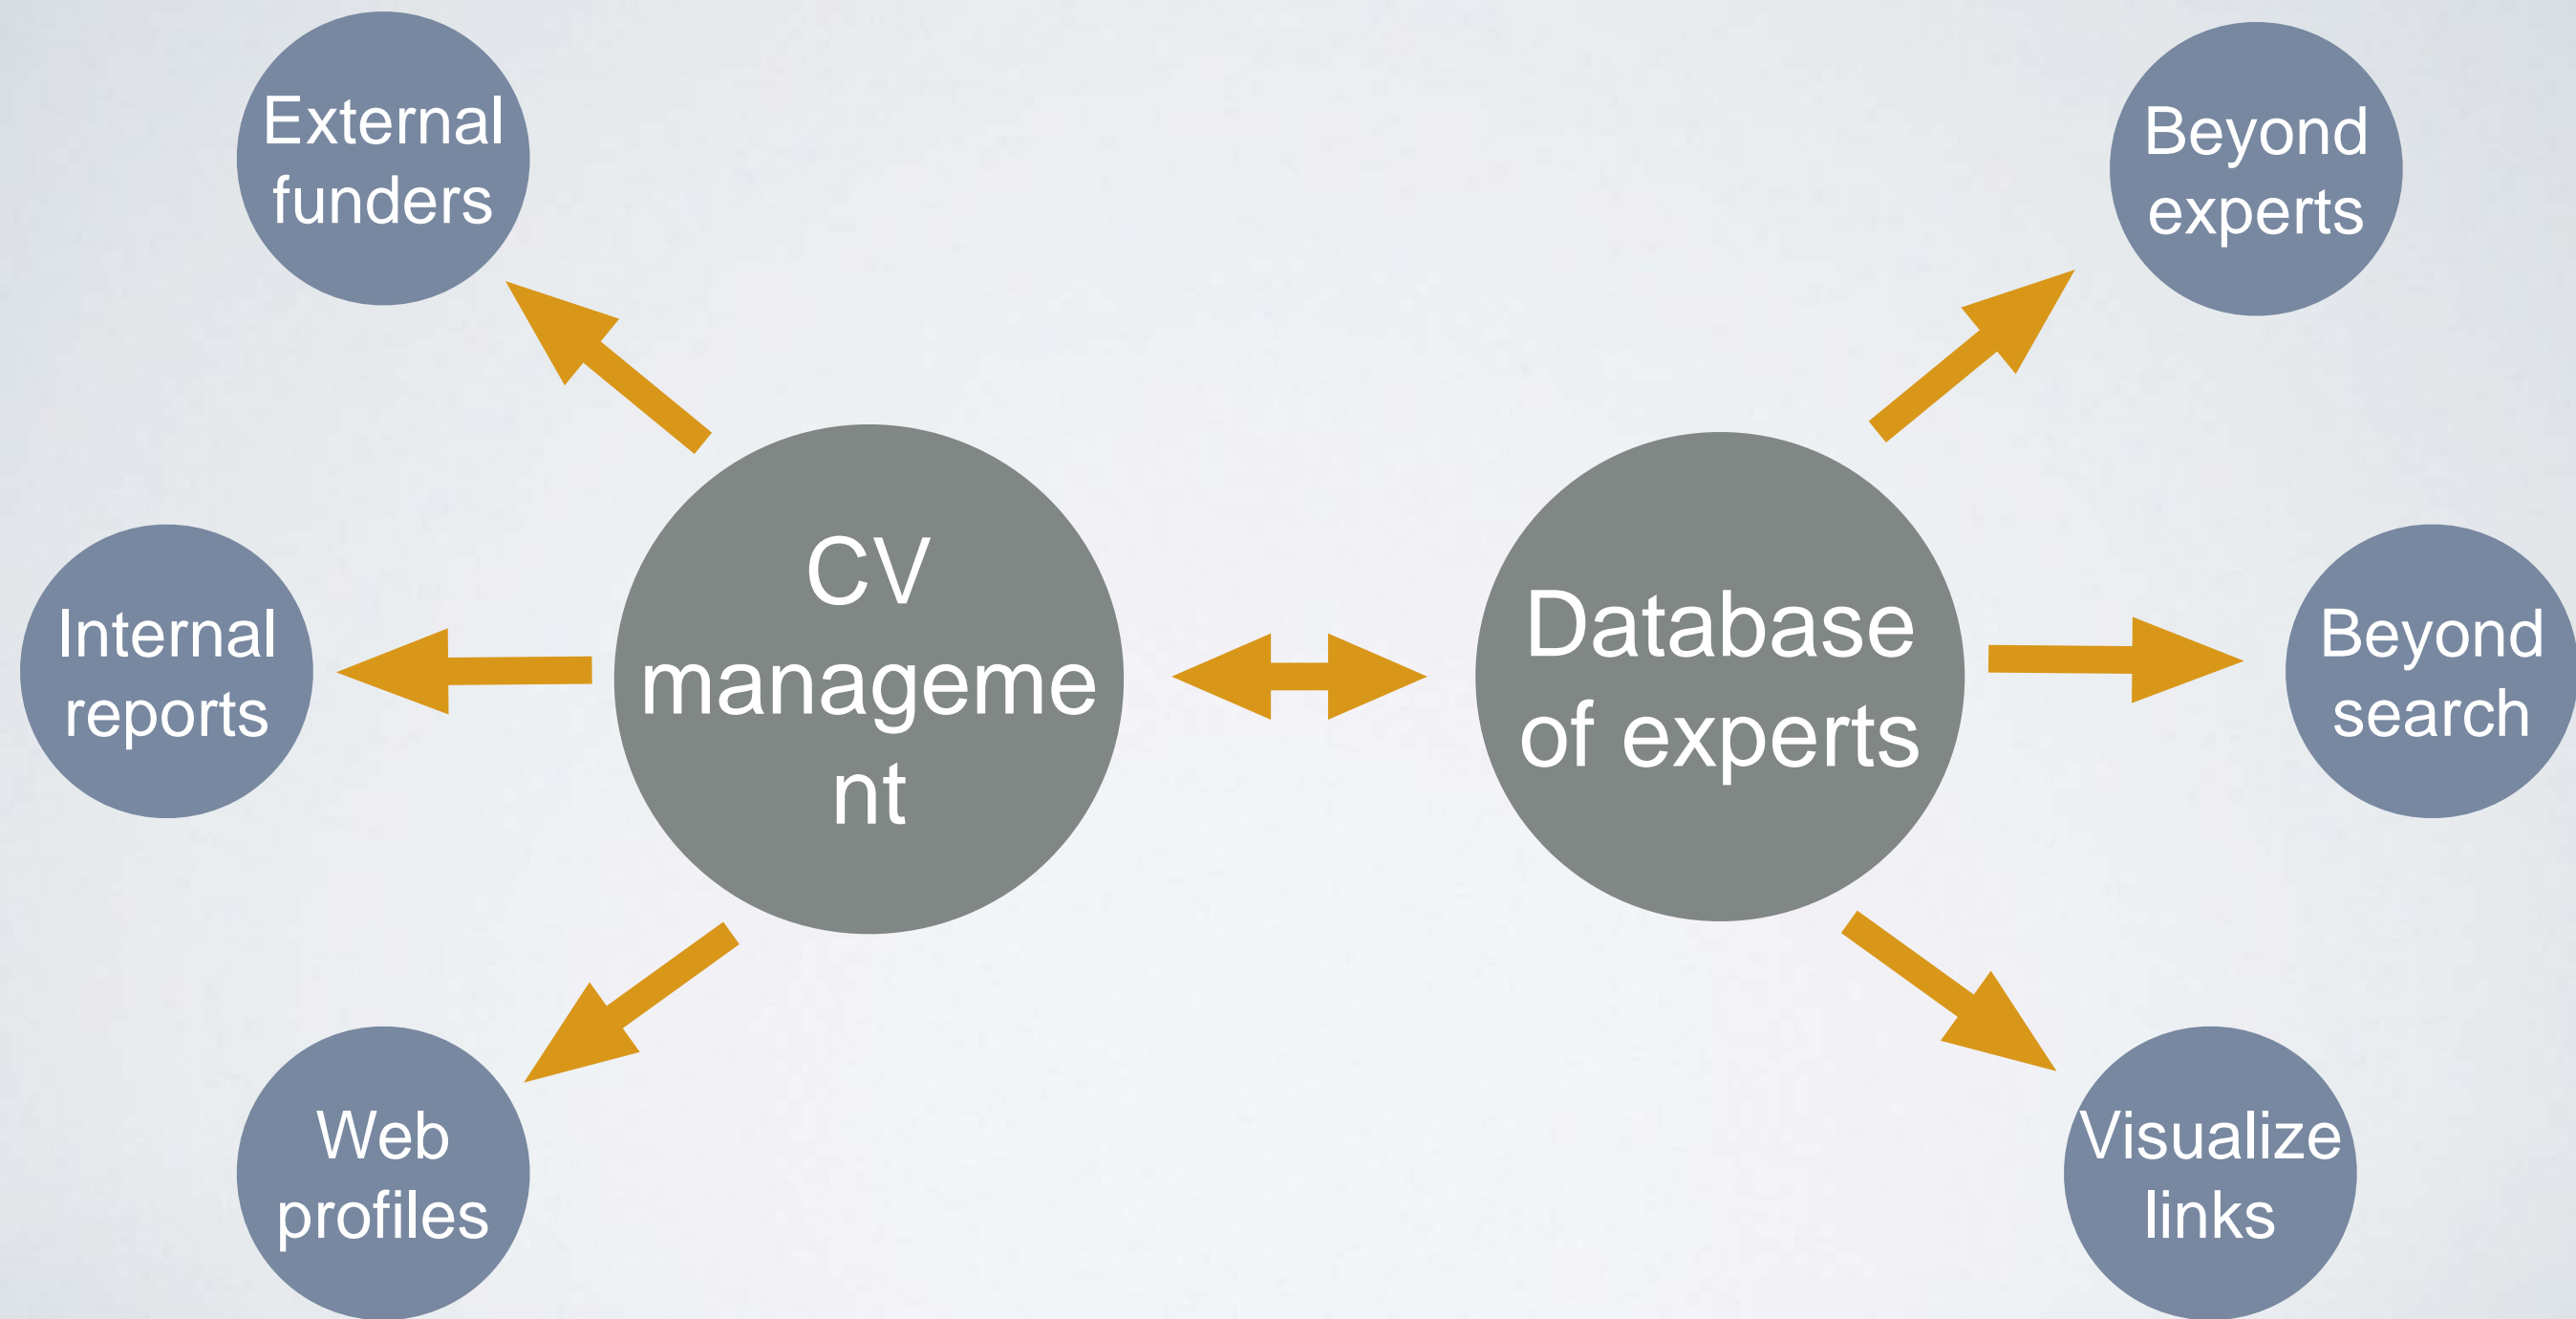 External
funders
Beyond
experts
CV
manageme
nt
Database
of experts
Internal
reports
Beyond
search
Web
profiles
Visualize
links